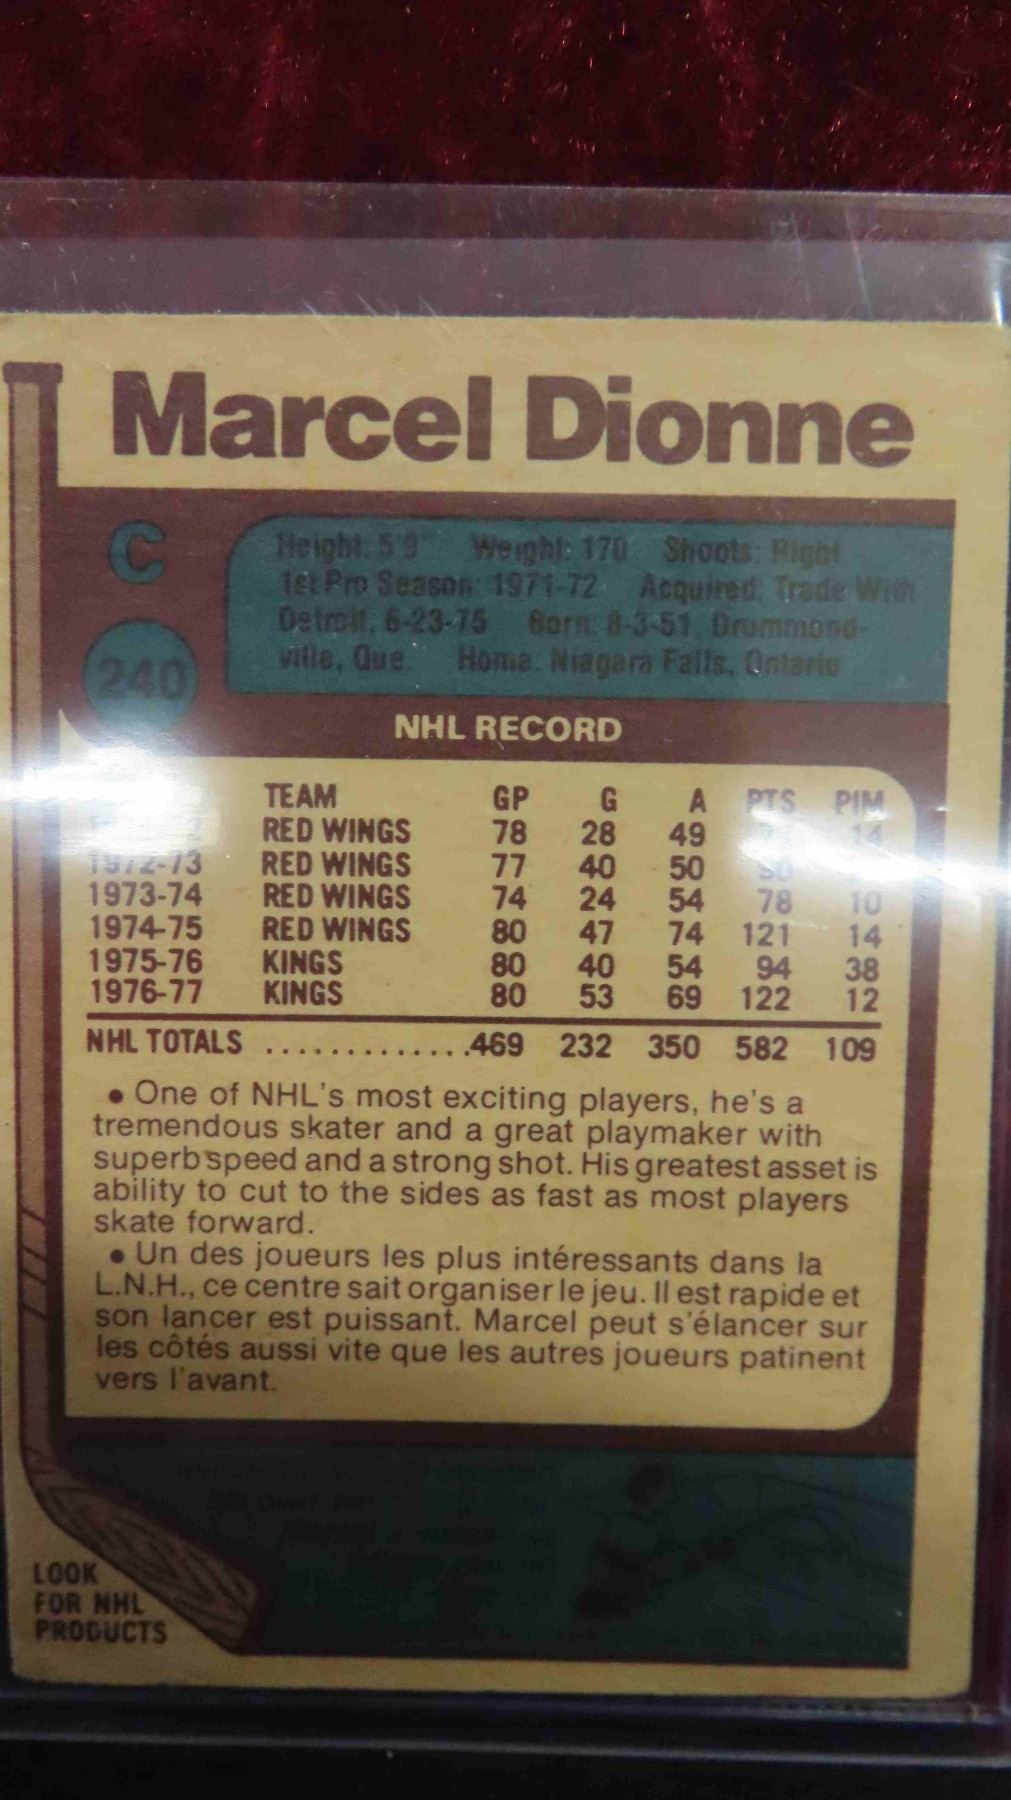 Marcel Dionne
C
Height: 5'9" Weight: 170 Shoots: Right
1st Pro Season: 1971-72 Acquired: Trade With
Detroit, 6-23-75 Born: 8-3-51, Drummond-
ville, Que. Home: Niagara Falls, Ontario
240
NHL RECORD
TEAM GP G A PTS PIM
RED WINGS 78 28 49 14
1972-73 RED WINGS 77 40 50 90
1973-74 RED WINGS 74 24 54 78 10
1974-75 RED WINGS 80 47 74 121 14
1975-76 KINGS 80 40 54 94 38
1976-77 KINGS 80 53 69 122 12
NHL TOTALS .............469 232 350 582 109
• One of NHL's most exciting players, he's a
tremendous skater and a great playmaker with
superb speed and a strong shot. His greatest asset is
ability to cut to the sides as fast as most players
skate forward.
• Un des joueurs les plus intéressants dans la
L.N.H., ce centre sait organiser le jeu. Il est rapide et
son lancer est puissant. Marcel peut s'élancer sur
les côtés aussi vite que les autres joueurs patinent
vers l'avant.
LOOK
FOR NHL
PRODUCTS